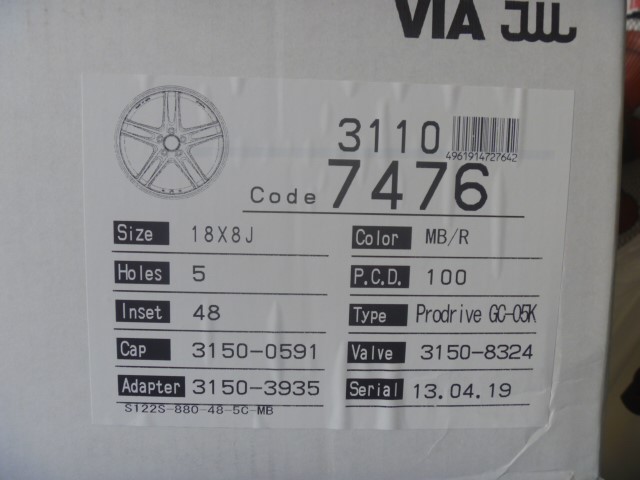 VIA JWL
3110
4961914727642
Code 7476
Size 18X8J Color MB/R
Holes 5 P.C.D. 100
Inset 48 Type Prodrive GC-05K
Cap 3150-0591 Valve 3150-8324
Adapter 3150-3935 Serial 13.04.19
S122S-880-48-5C-MB